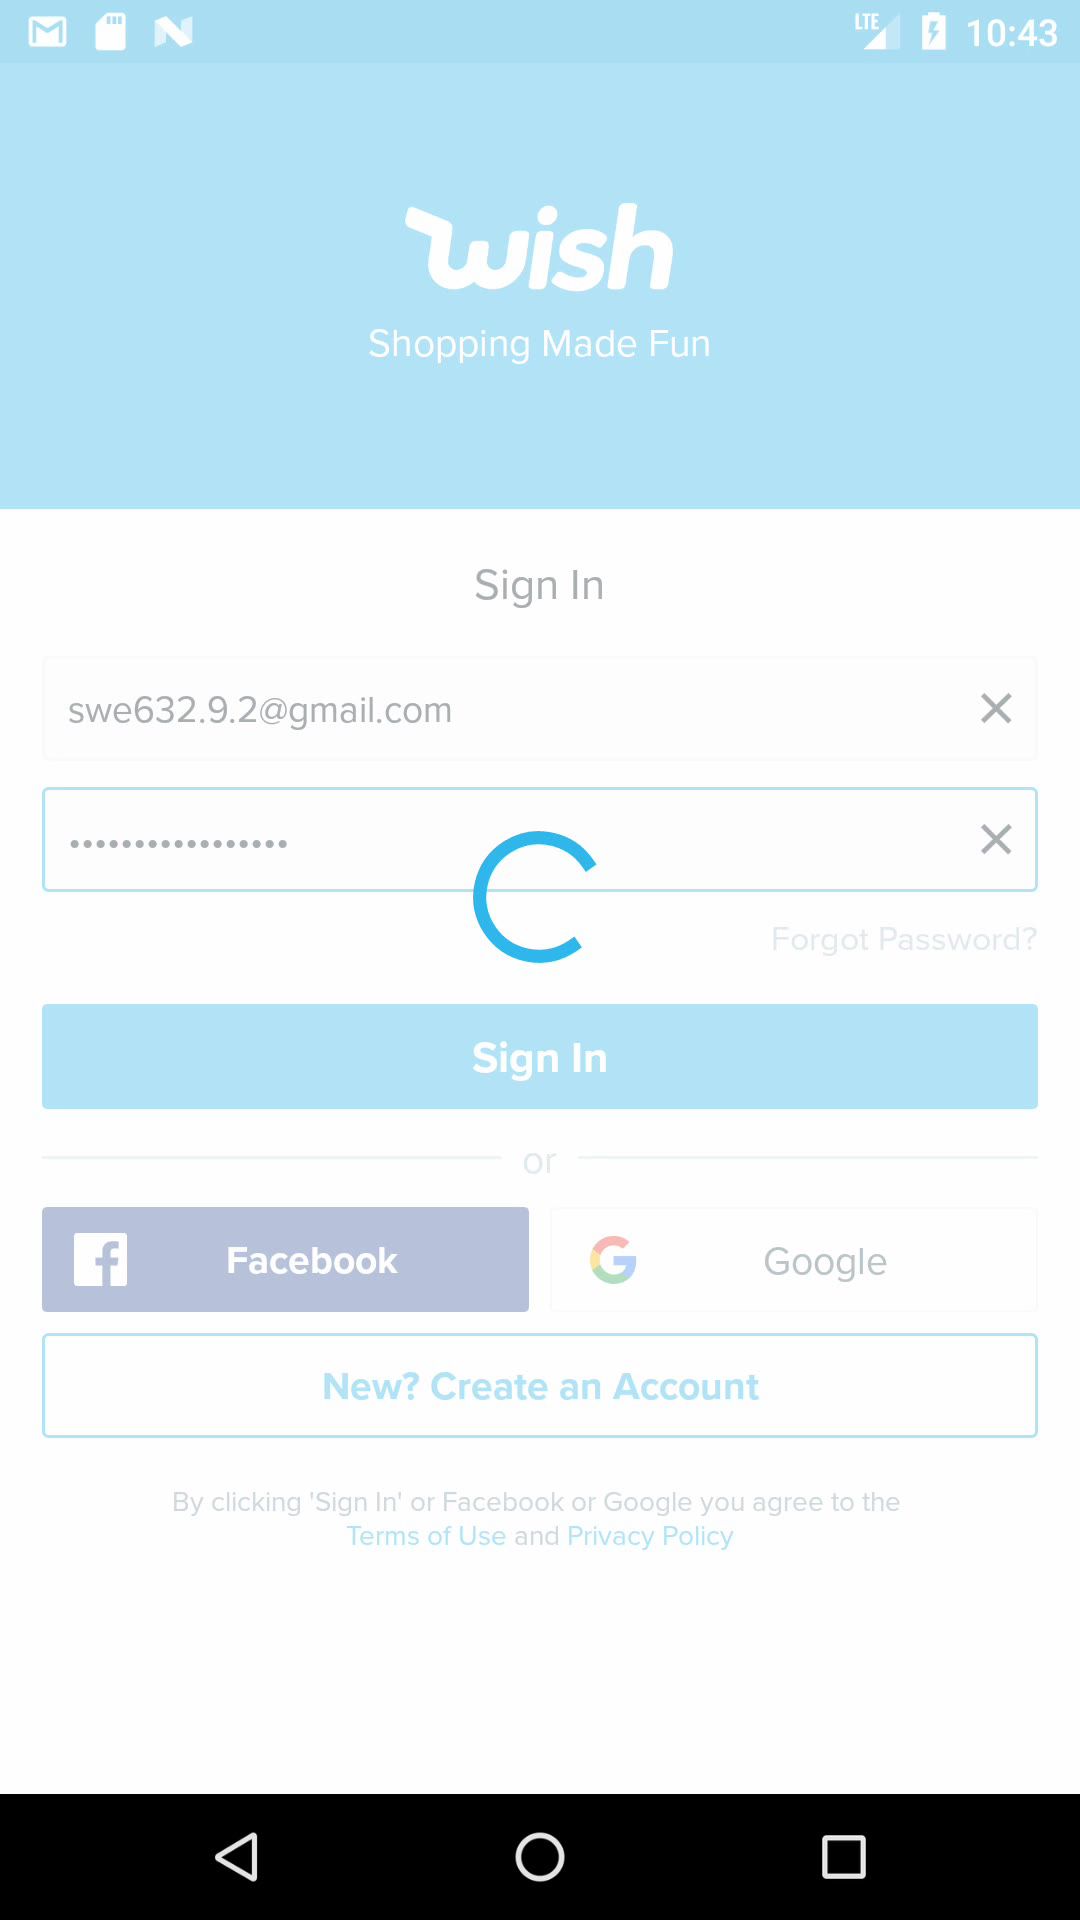 LTE 10:43
wish
Shopping Made Fun
Sign In
swe632.9.2@gmail.com
•••••••••••••••••
Forgot Password?
Sign In
or
Facebook
Google
New? Create an Account
By clicking 'Sign In' or Facebook or Google you agree to the
Terms of Use and Privacy Policy